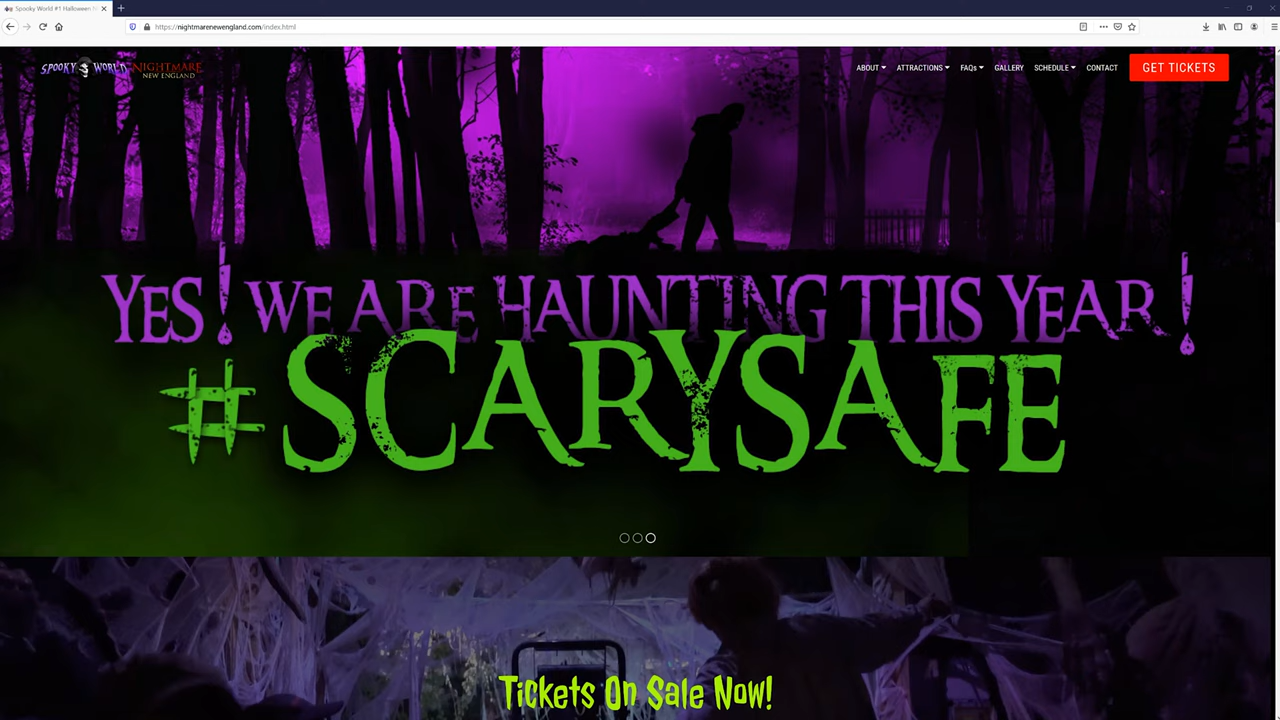 Spooky World #1 Halloween
https://nightmarenewengland.com/index.html
SPOOKY WORLD NIGHTMARE
NEW ENGLAND
ABOUT ATTRACTIONS FAQs GALLERY SCHEDULE CONTACT GET TICKETS
YES! WE ARE HAUNTING THIS YEAR!
#SCARYSAFE
Tickets On Sale Now!